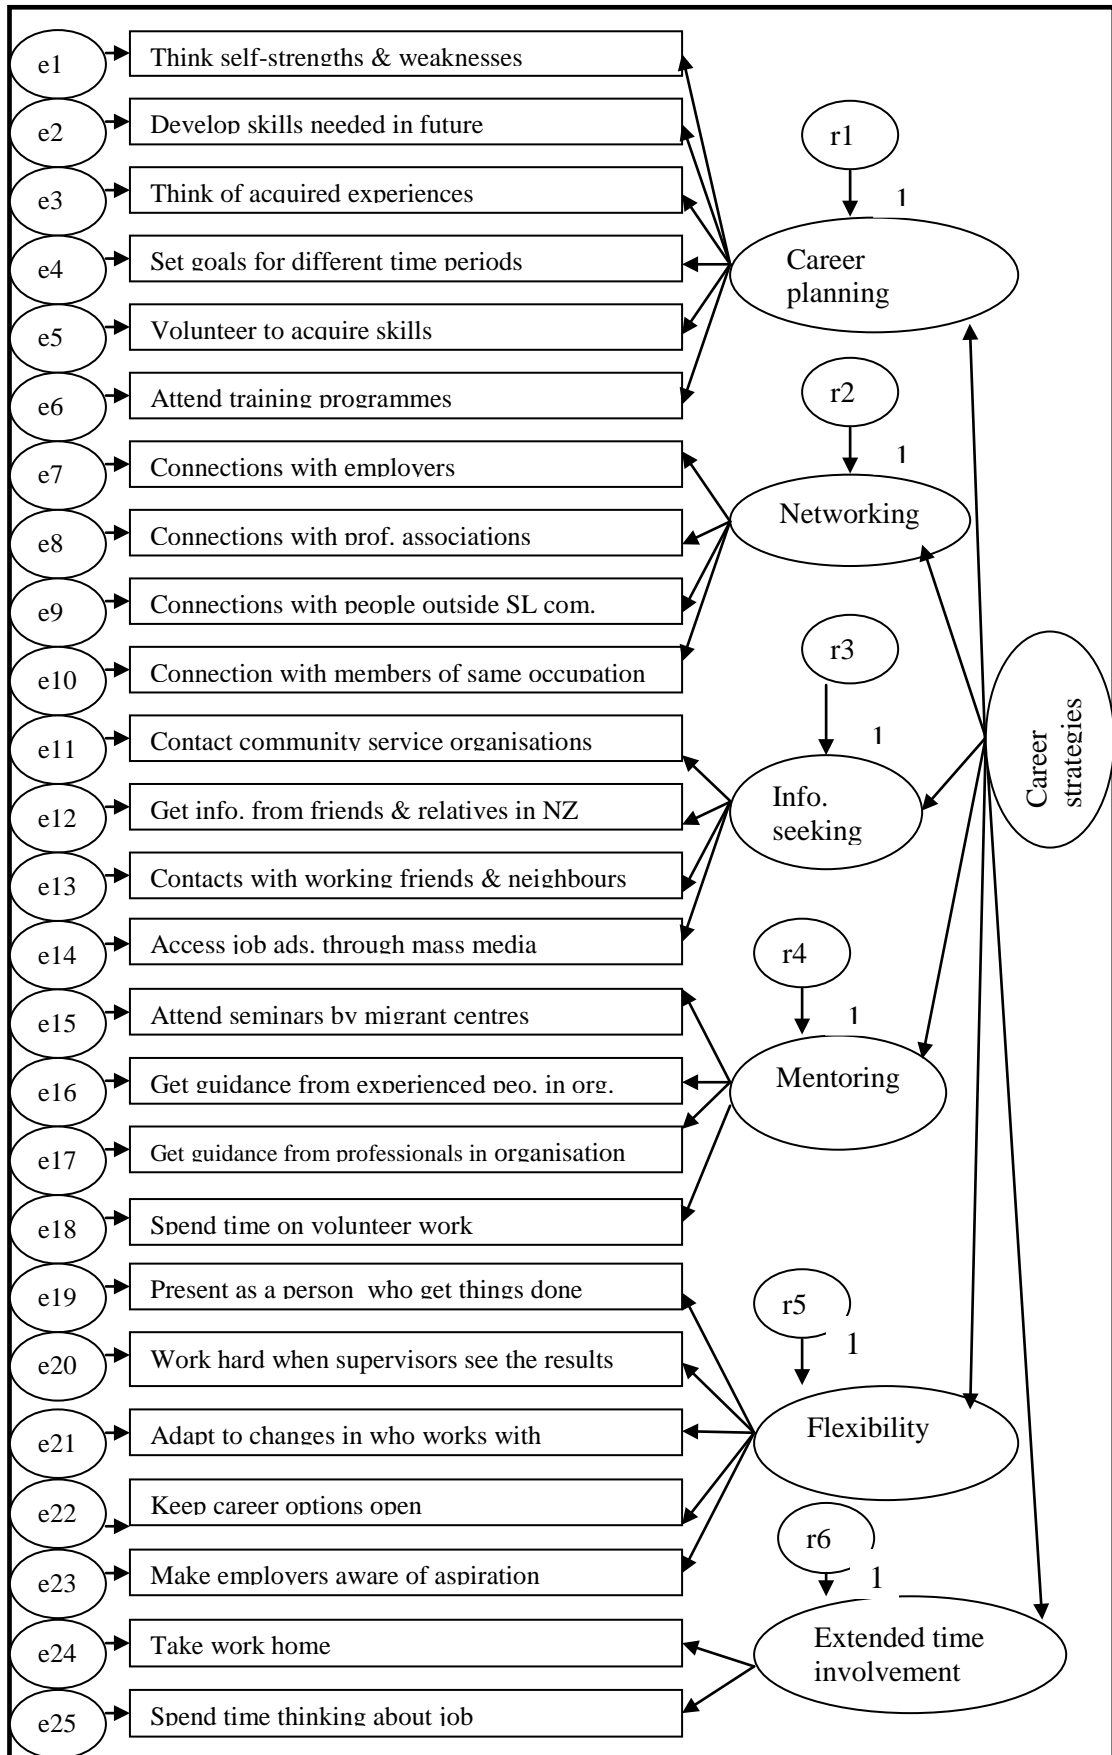 e1
Think self-strengths & weaknesses
e2
Develop skills needed in future
r1
e3
Think of acquired experiences
1
e4
Set goals for different time periods
Career
planning
e5
Volunteer to acquire skills
e6
Attend training programmes
r2
e7
Connections with employers
1
e8
Connections with prof. associations
Networking
e9
Connections with people outside SL com.
e10
Connection with members of same occupation
r3
e11
Contact community service organisations
1
Career
strategies
e12
Get info. from friends & relatives in NZ
Info.
seeking
e13
Contacts with working friends & neighbours
e14
Access job ads. through mass media
r4
e15
Attend seminars by migrant centres
1
e16
Get guidance from experienced peo. in org.
Mentoring
e17
Get guidance from professionals in organisation
e18
Spend time on volunteer work
e19
Present as a person who get things done
r5
1
e20
Work hard when supervisors see the results
e21
Adapt to changes in who works with
Flexibility
e22
Keep career options open
r6
e23
Make employers aware of aspiration
1
e24
Take work home
Extended time
involvement
e25
Spend time thinking about job